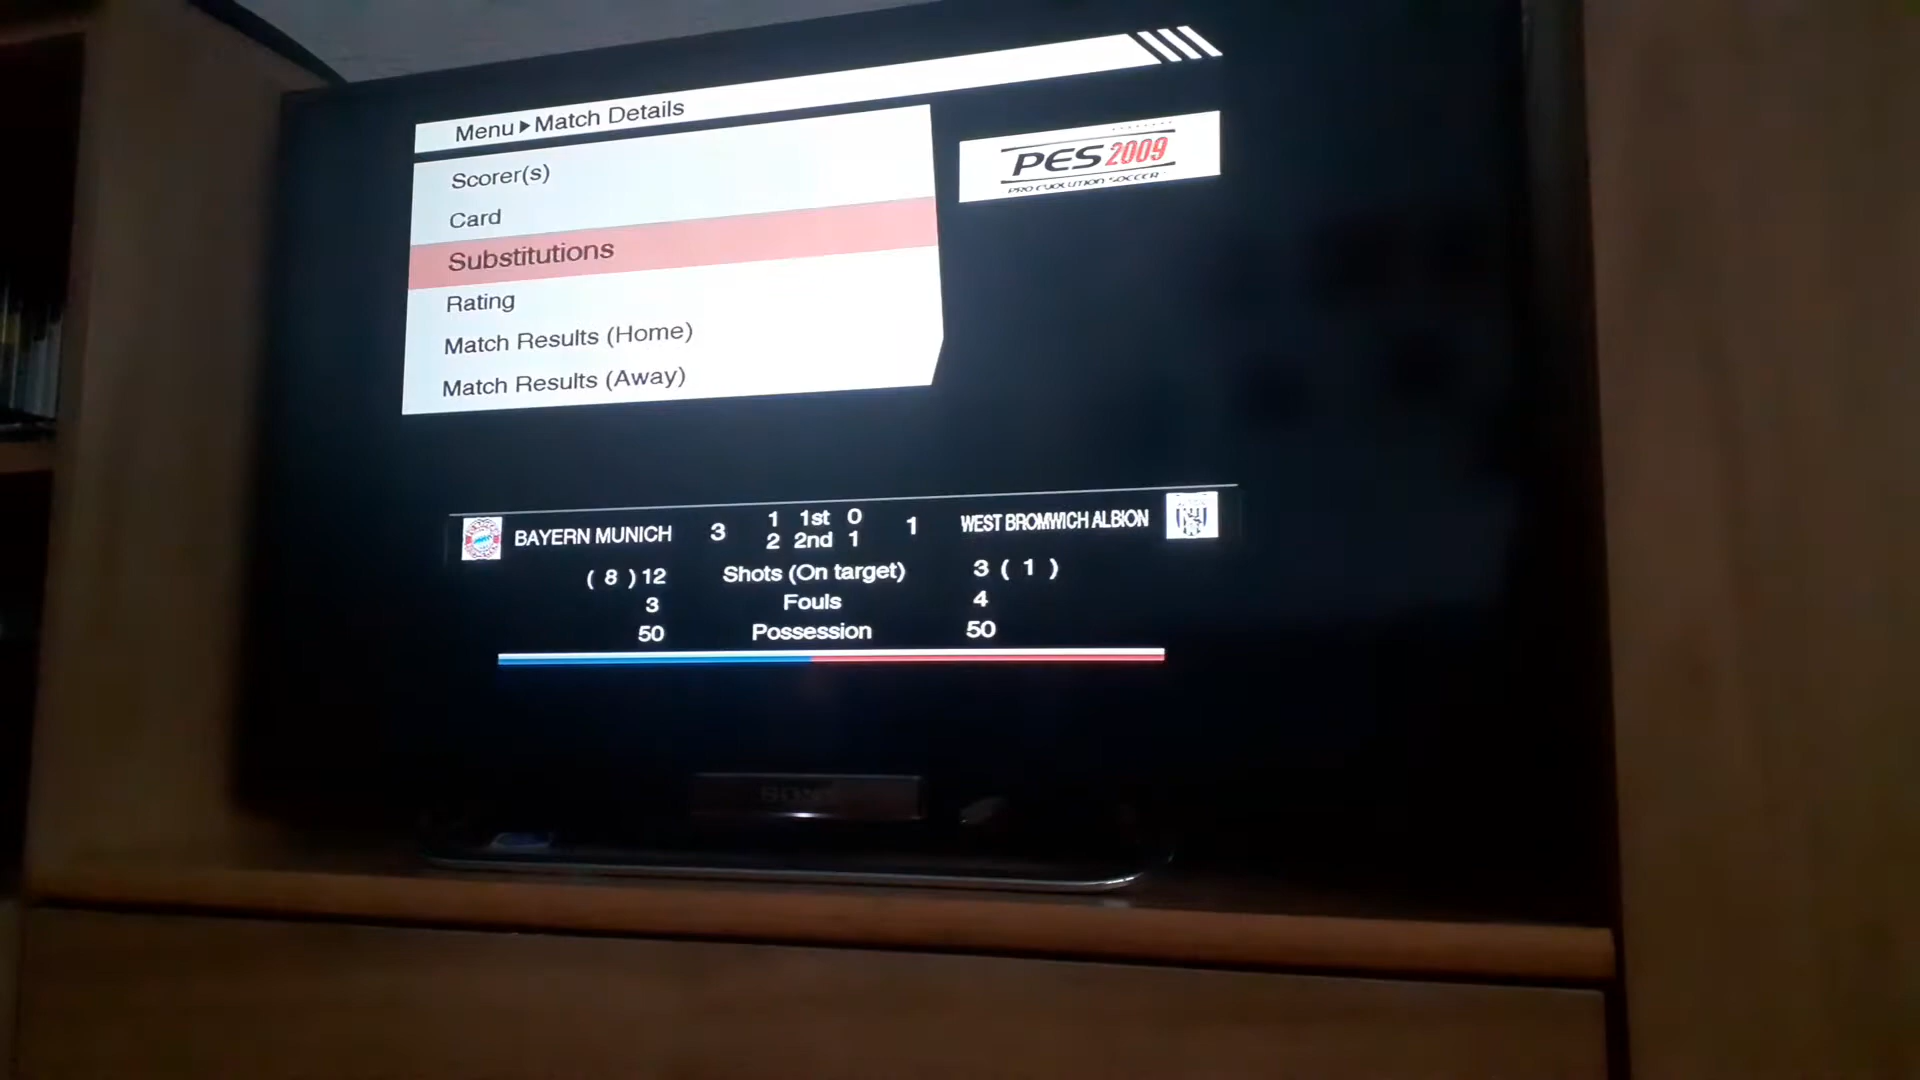 Menu▶Match Details
Scorer(s)
Card
Substitutions
Rating
Match Results (Home)
Match Results (Away)
PES 2009
PRO EVOLUTION SOCCER
BAYERN MUNICH 3 1 1st 0 1 WEST BROMWICH ALBION
2 2nd 1
( 8 ) 12 Shots (On target) 3 ( 1 )
3 Fouls 4
50 Possession 50
SONY